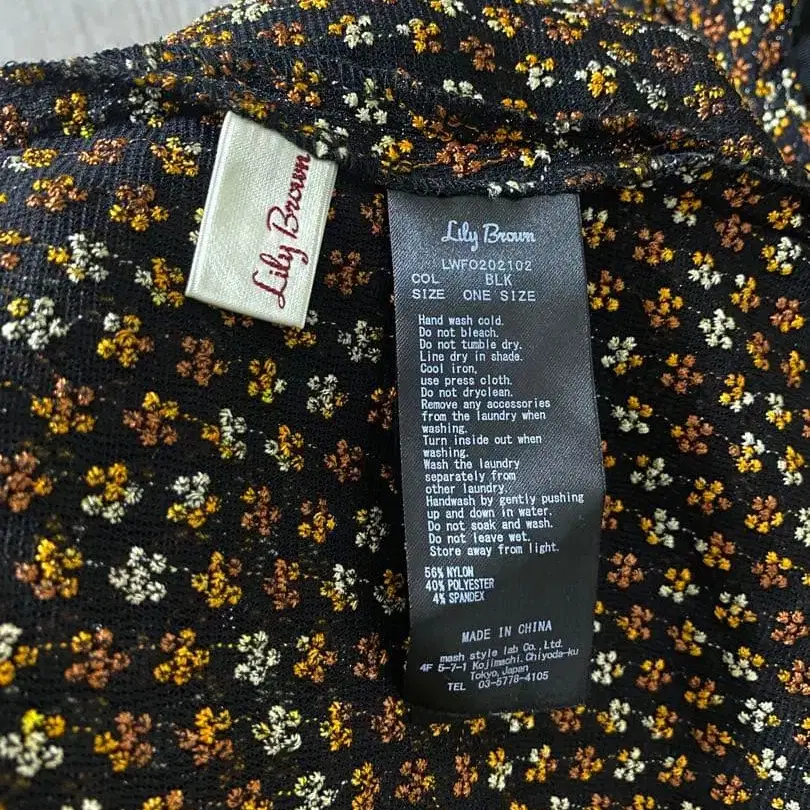 Lily Brown
Lily Brown
LWFO202102
COL BLK
SIZE ONE SIZE
Hand wash cold.
Do not bleach.
Do not tumble dry.
Line dry in shade.
Cool iron,
use press cloth.
Do not dryclean.
Remove any accessories
from the laundry when
washing.
Turn inside out when
washing.
Wash the laundry
separately from
other laundry.
Handwash by gently pushing
up and down in water.
Do not soak and wash.
Do not leave wet.
Store away from light.
56% NYLON
40% POLYESTER
4% SPANDEX
MADE IN CHINA
mash style lab Co., Ltd.
4F 5-7-1 Kojimachi.Chiyoda-ku
Tokyo,Japan
TEL 03-5778-4105